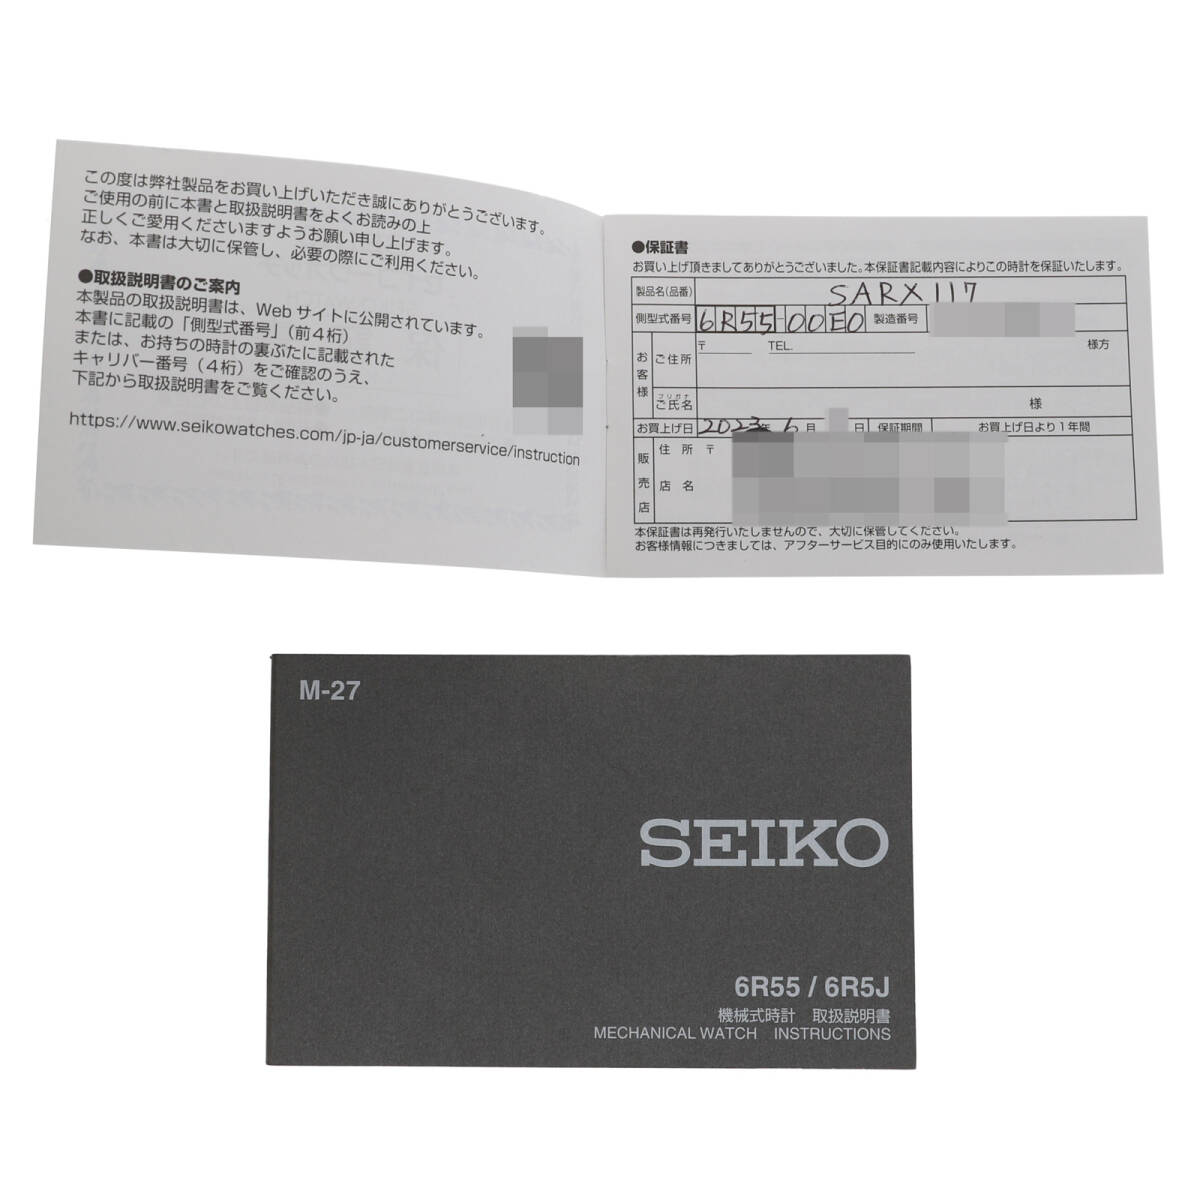 この度は弊社製品をお買い上げいただき誠にありがとうございます。
ご使用の前に本書と取扱説明書をよくお読みの上
正しくご愛用くださいますようお願い申し上げます。
なお、本書は大切に保管し、必要の際にご利用ください。
●取扱説明書のご案内
本製品の取扱説明書は、Web サイトに公開されています。
本書に記載の「側型式番号」(前4桁)
または、お持ちの時計の裏ぶたに記載された
キャリバー番号(4桁)をご確認のうえ、
下記から取扱説明書をご覧ください。
https://www.seikowatches.com/jp-ja/customerservice/instruction
●保証書
お買い上げ頂きましてありがとうございました。本保証書記載内容によりこの時計を保証いたします。
製品名(品番) SARX117
側型式番号 6R55-00E0 製造番号
お客様 ご住所 〒 TEL. 様方
フリガナ
ご氏名 様
お買上げ日 2023年 6月 日 保証期間 お買上げ日より1年間
販売店 住所 〒
店名
本保証書は再発行いたしませんので、大切に保管してください。
お客様情報につきましては、アフターサービス目的にのみ使用いたします。
M-27
SEIKO
6R55 / 6R5J
機械式時計 取扱説明書
MECHANICAL WATCH INSTRUCTIONS